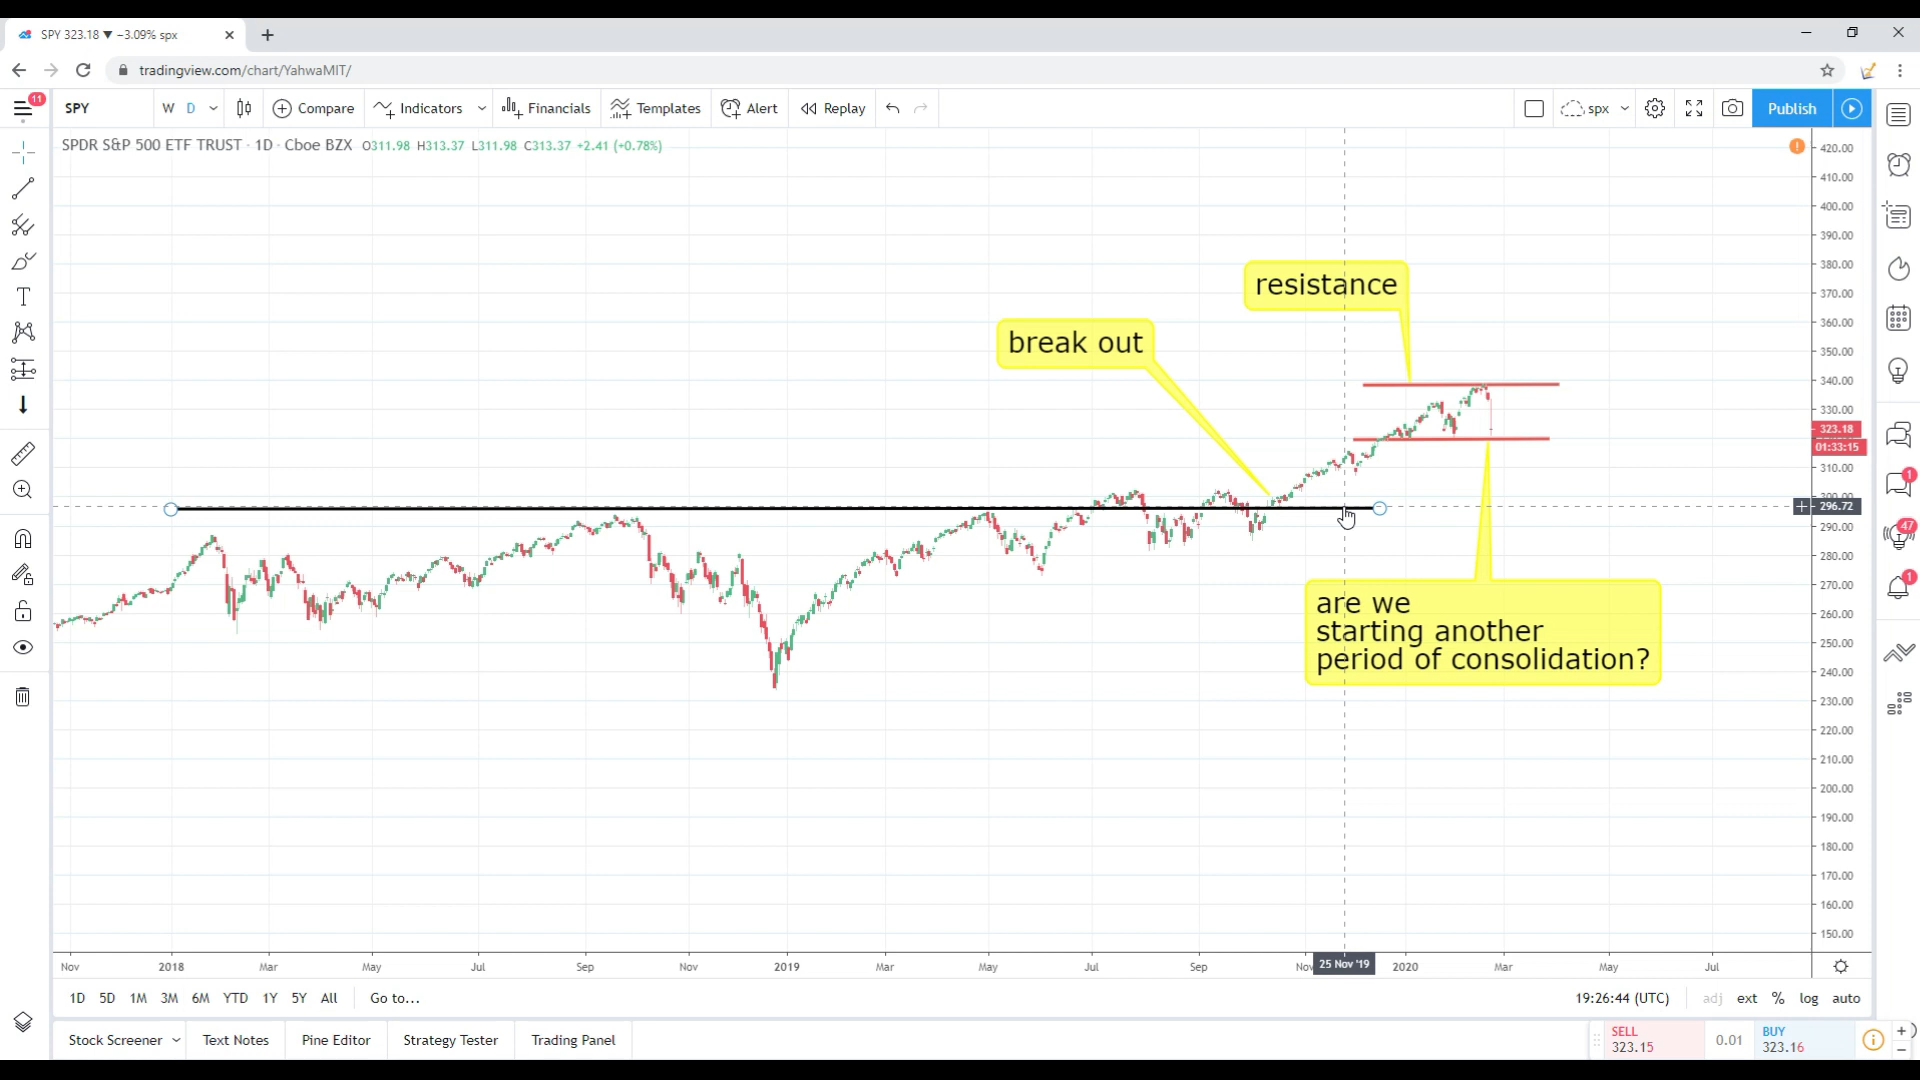 SPY 323.18 ▼ −3.09% spx
tradingview.com/chart/YahwaMIT/
11
SPY W D Compare Indicators Financials Templates Alert Replay spx Publish
SPDR S&P 500 ETF TRUST · 1D · Cboe BZX O311.98 H313.37 L311.98 C313.37 +2.41 (+0.78%)
420.00
410.00
400.00
390.00
380.00
resistance
370.00
360.00
break out
350.00
340.00
330.00
323.18
01:33:15
310.00
1
300.00
296.72
290.00
47
280.00
270.00
1
260.00
are we
starting another
period of consolidation?
250.00
240.00
230.00
220.00
210.00
200.00
190.00
180.00
170.00
160.00
150.00
Nov 2018 Mar May Jul Sep Nov 2019 Mar May Jul Sep Nov 25 Nov '19 2020 Mar May Jul
1D 5D 1M 3M 6M YTD 1Y 5Y All Go to... 19:26:44 (UTC) adj ext % log auto
Stock Screener Text Notes Pine Editor Strategy Tester Trading Panel
SELL
323.15
0.01
BUY
323.16